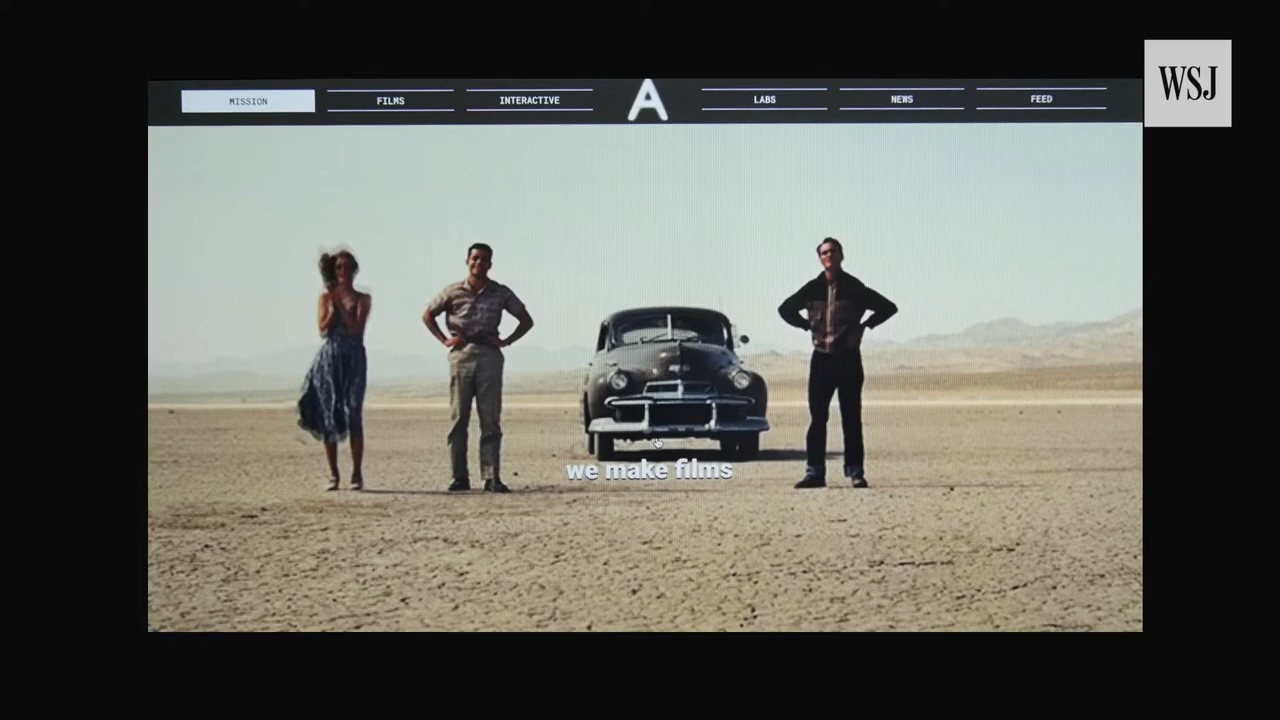 WSJ
MISSION
FILMS
INTERACTIVE
A
LABS
NEWS
FEED
we make films